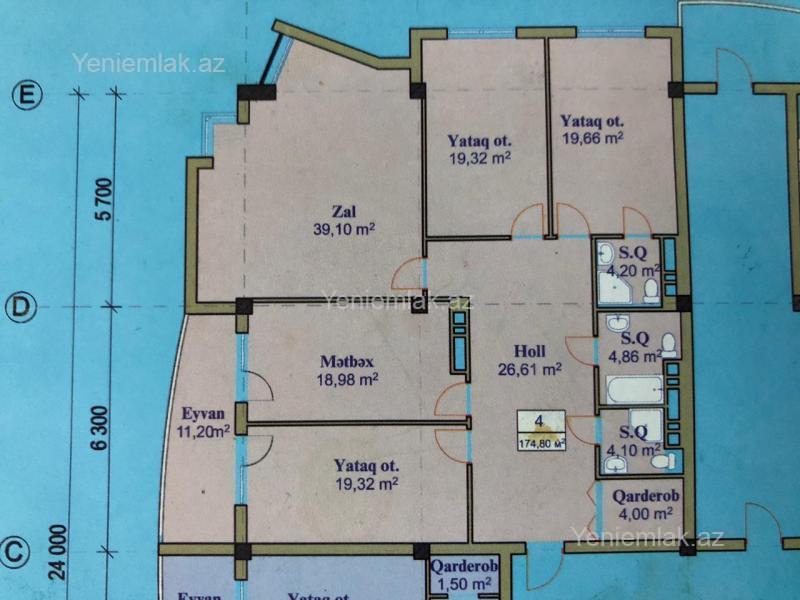 Yeniemlak.az
E
Yataq ot.
19,66 m²
Yataq ot.
19,32 m²
5 700
Zal
39,10 m²
S.Q
4,20 m²
D
Yeniemlak.az
S.Q
4,86 m²
Holl
26,61 m²
Mətbəx
18,98 m²
Eyvan
11,20m²
6 300
4
174,80 м²
S.Q
4,10 m²
Yataq ot.
19,32 m²
Qarderob
4,00 m²
Yeniemlak.az
C
24 000
Qarderob
1,50 m²
Eyvan
Yataq ot.